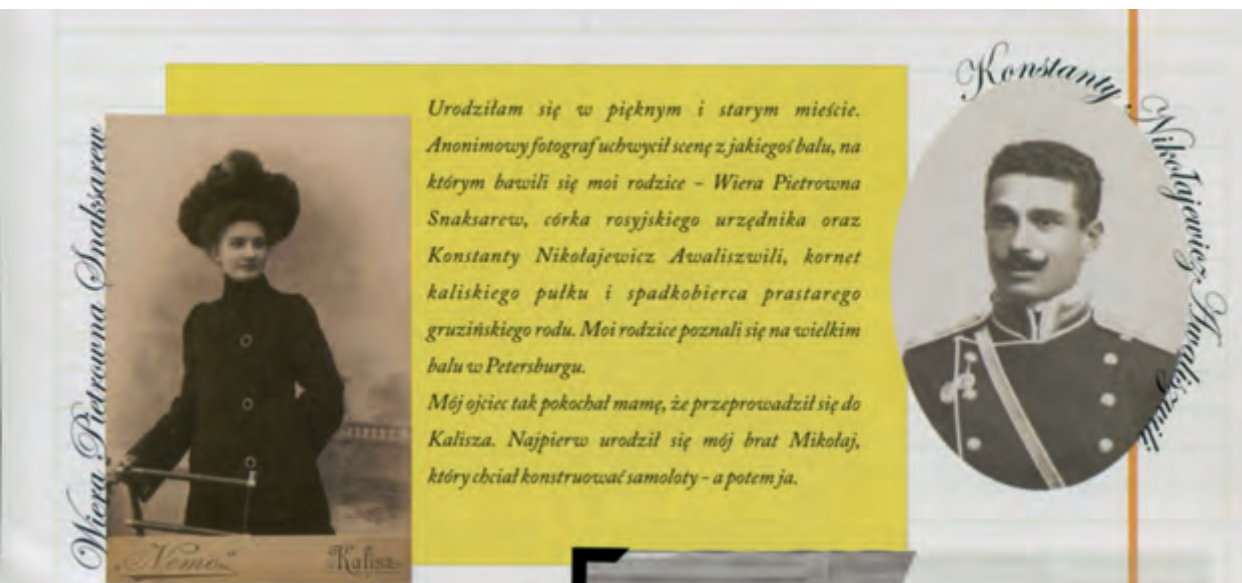 Wiera Pietrowna Snaksarew
Urodziłam się w pięknym i starym mieście.
Anonimowy fotograf uchwycił scenę z jakiegoś balu, na
którym bawili się moi rodzice – Wiera Pietrowna
Snaksarew, córka rosyjskiego urzędnika oraz
Konstanty Nikołajewicz Awaliszwili, kornet
kaliskiego pułku i spadkobierca prastarego
gruzińskiego rodu. Moi rodzice poznali się na wielkim
balu w Petersburgu.
Mój ojciec tak pokochał mamę, że przeprowadził się do
Kalisza. Najpierw urodził się mój brat Mikołaj,
który chciał konstruować samoloty – a potem ja.
Konstanty Nikołajewicz Awaliszwili
„Nemo" Kalisz